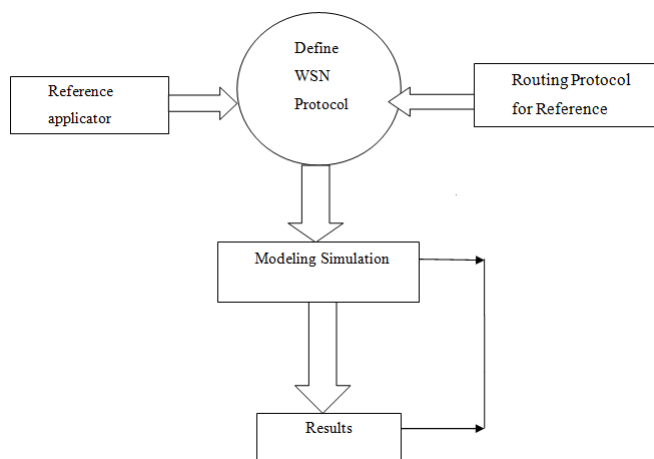 Define
WSN
Protocol
Reference
applicator
Routing Protocol
for Reference
Modeling Simulation
Results